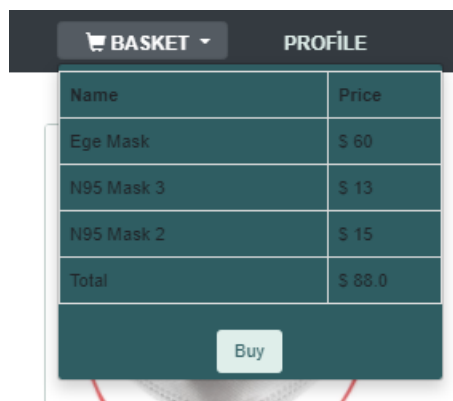 BASKET PROFİLE
Name Price
Ege Mask $ 60
N95 Mask 3 $ 13
N95 Mask 2 $ 15
Total $ 88.0
Buy